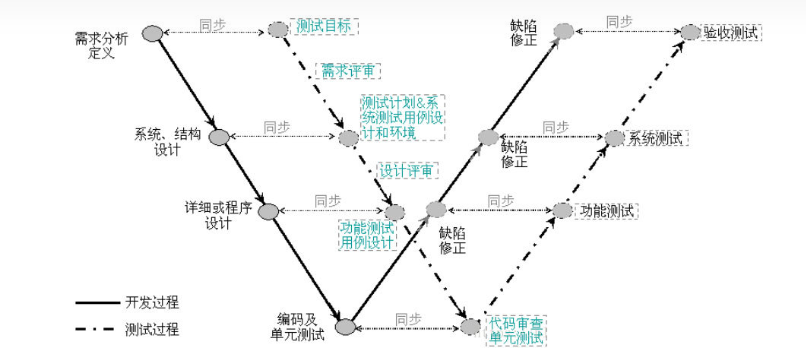 需求分析
定义
同步
测试目标
缺陷
修正
同步
验收测试
需求评审
系统、结构
设计
同步
测试计划&系
统测试用例设
计和环境
缺陷
修正
同步
系统测试
设计评审
详细或程序
设计
同步
功能测试
用例设计
缺陷
修正
同步
功能测试
开发过程
测试过程
编码及
单元测试
同步
代码审查
单元测试